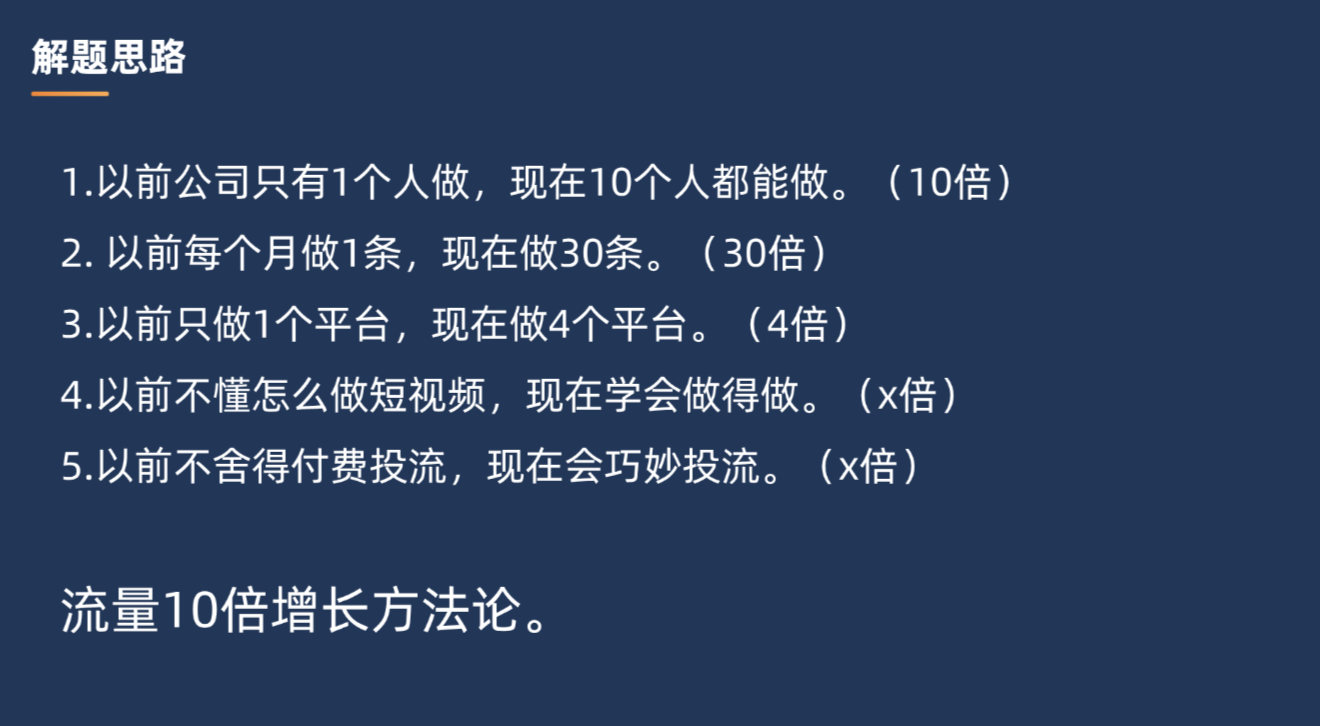 解题思路
1.以前公司只有1个人做，现在10个人都能做。（10倍）
2. 以前每个月做1条，现在做30条。（30倍）
3.以前只做1个平台，现在做4个平台。（4倍）
4.以前不懂怎么做短视频，现在学会做得做。（x倍）
5.以前不舍得付费投流，现在会巧妙投流。（x倍）
流量10倍增长方法论。